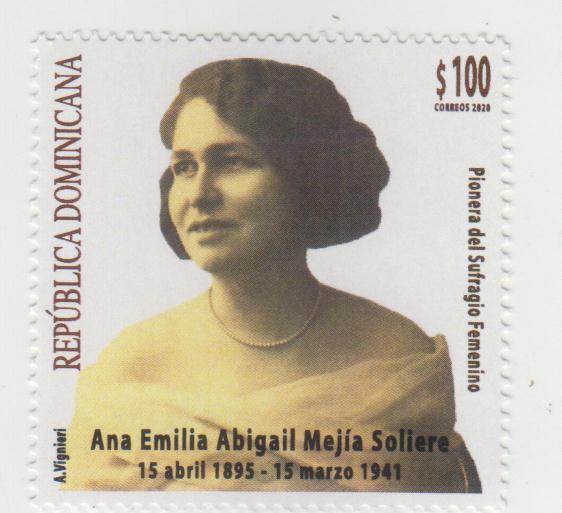 REPÚBLICA DOMINICANA
$100
CORREOS 2020
Pionera del Sufragio Femenino
A.Vignieri
Ana Emilia Abigail Mejía Soliere
15 abril 1895 - 15 marzo 1941